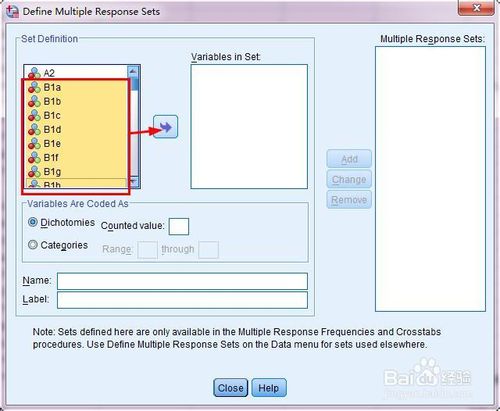 Define Multiple Response Sets
Set Definition
Variables in Set:
Multiple Response Sets:
A2
B1a
B1b
B1c
B1d
B1e
B1f
B1g
B1h
Add
Change
Remove
Variables Are Coded As
Dichotomies Counted value:
Categories Range: through
Name:
Label:
Note: Sets defined here are only available in the Multiple Response Frequencies and Crosstabs
procedures. Use Define Multiple Response Sets on the Data menu for sets used elsewhere.
Close Help
Baidu 经验